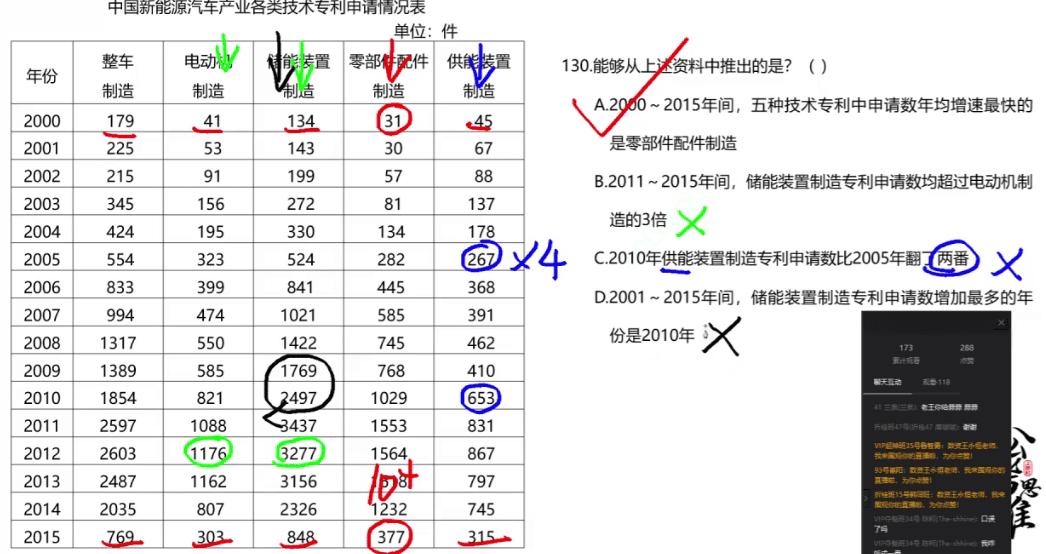 中国新能源汽车产业各类技术专利申请情况表
单位：件
年份 整车制造 电动机制造 储能装置制造 零部件配件制造 供能装置制造
2000 179 41 134 31 45
2001 225 53 143 30 67
2002 215 91 199 57 88
2003 345 156 272 81 137
2004 424 195 330 134 178
2005 554 323 524 282 267 ×4
2006 833 399 841 445 368
2007 994 474 1021 585 391
2008 1317 550 1422 745 462
2009 1389 585 1769 768 410
2010 1854 821 2497 1029 653
2011 2597 1088 3437 1553 831
2012 2603 1176 3277 1564 867
2013 2487 1162 3156 797
10+
2014 2035 807 2326 1232 745
2015 769 303 848 377 315
130.能够从上述资料中推出的是？（ ）
A.2000～2015年间，五种技术专利中申请数年均增速最快的
是零部件配件制造
B.2011～2015年间，储能装置制造专利申请数均超过电动机制
造的3倍
C.2010年供能装置制造专利申请数比2005年翻了两番
D.2001～2015年间，储能装置制造专利申请数增加最多的年
份是2010年
173 288
累计观看 点赞
聊天互动 观看·118